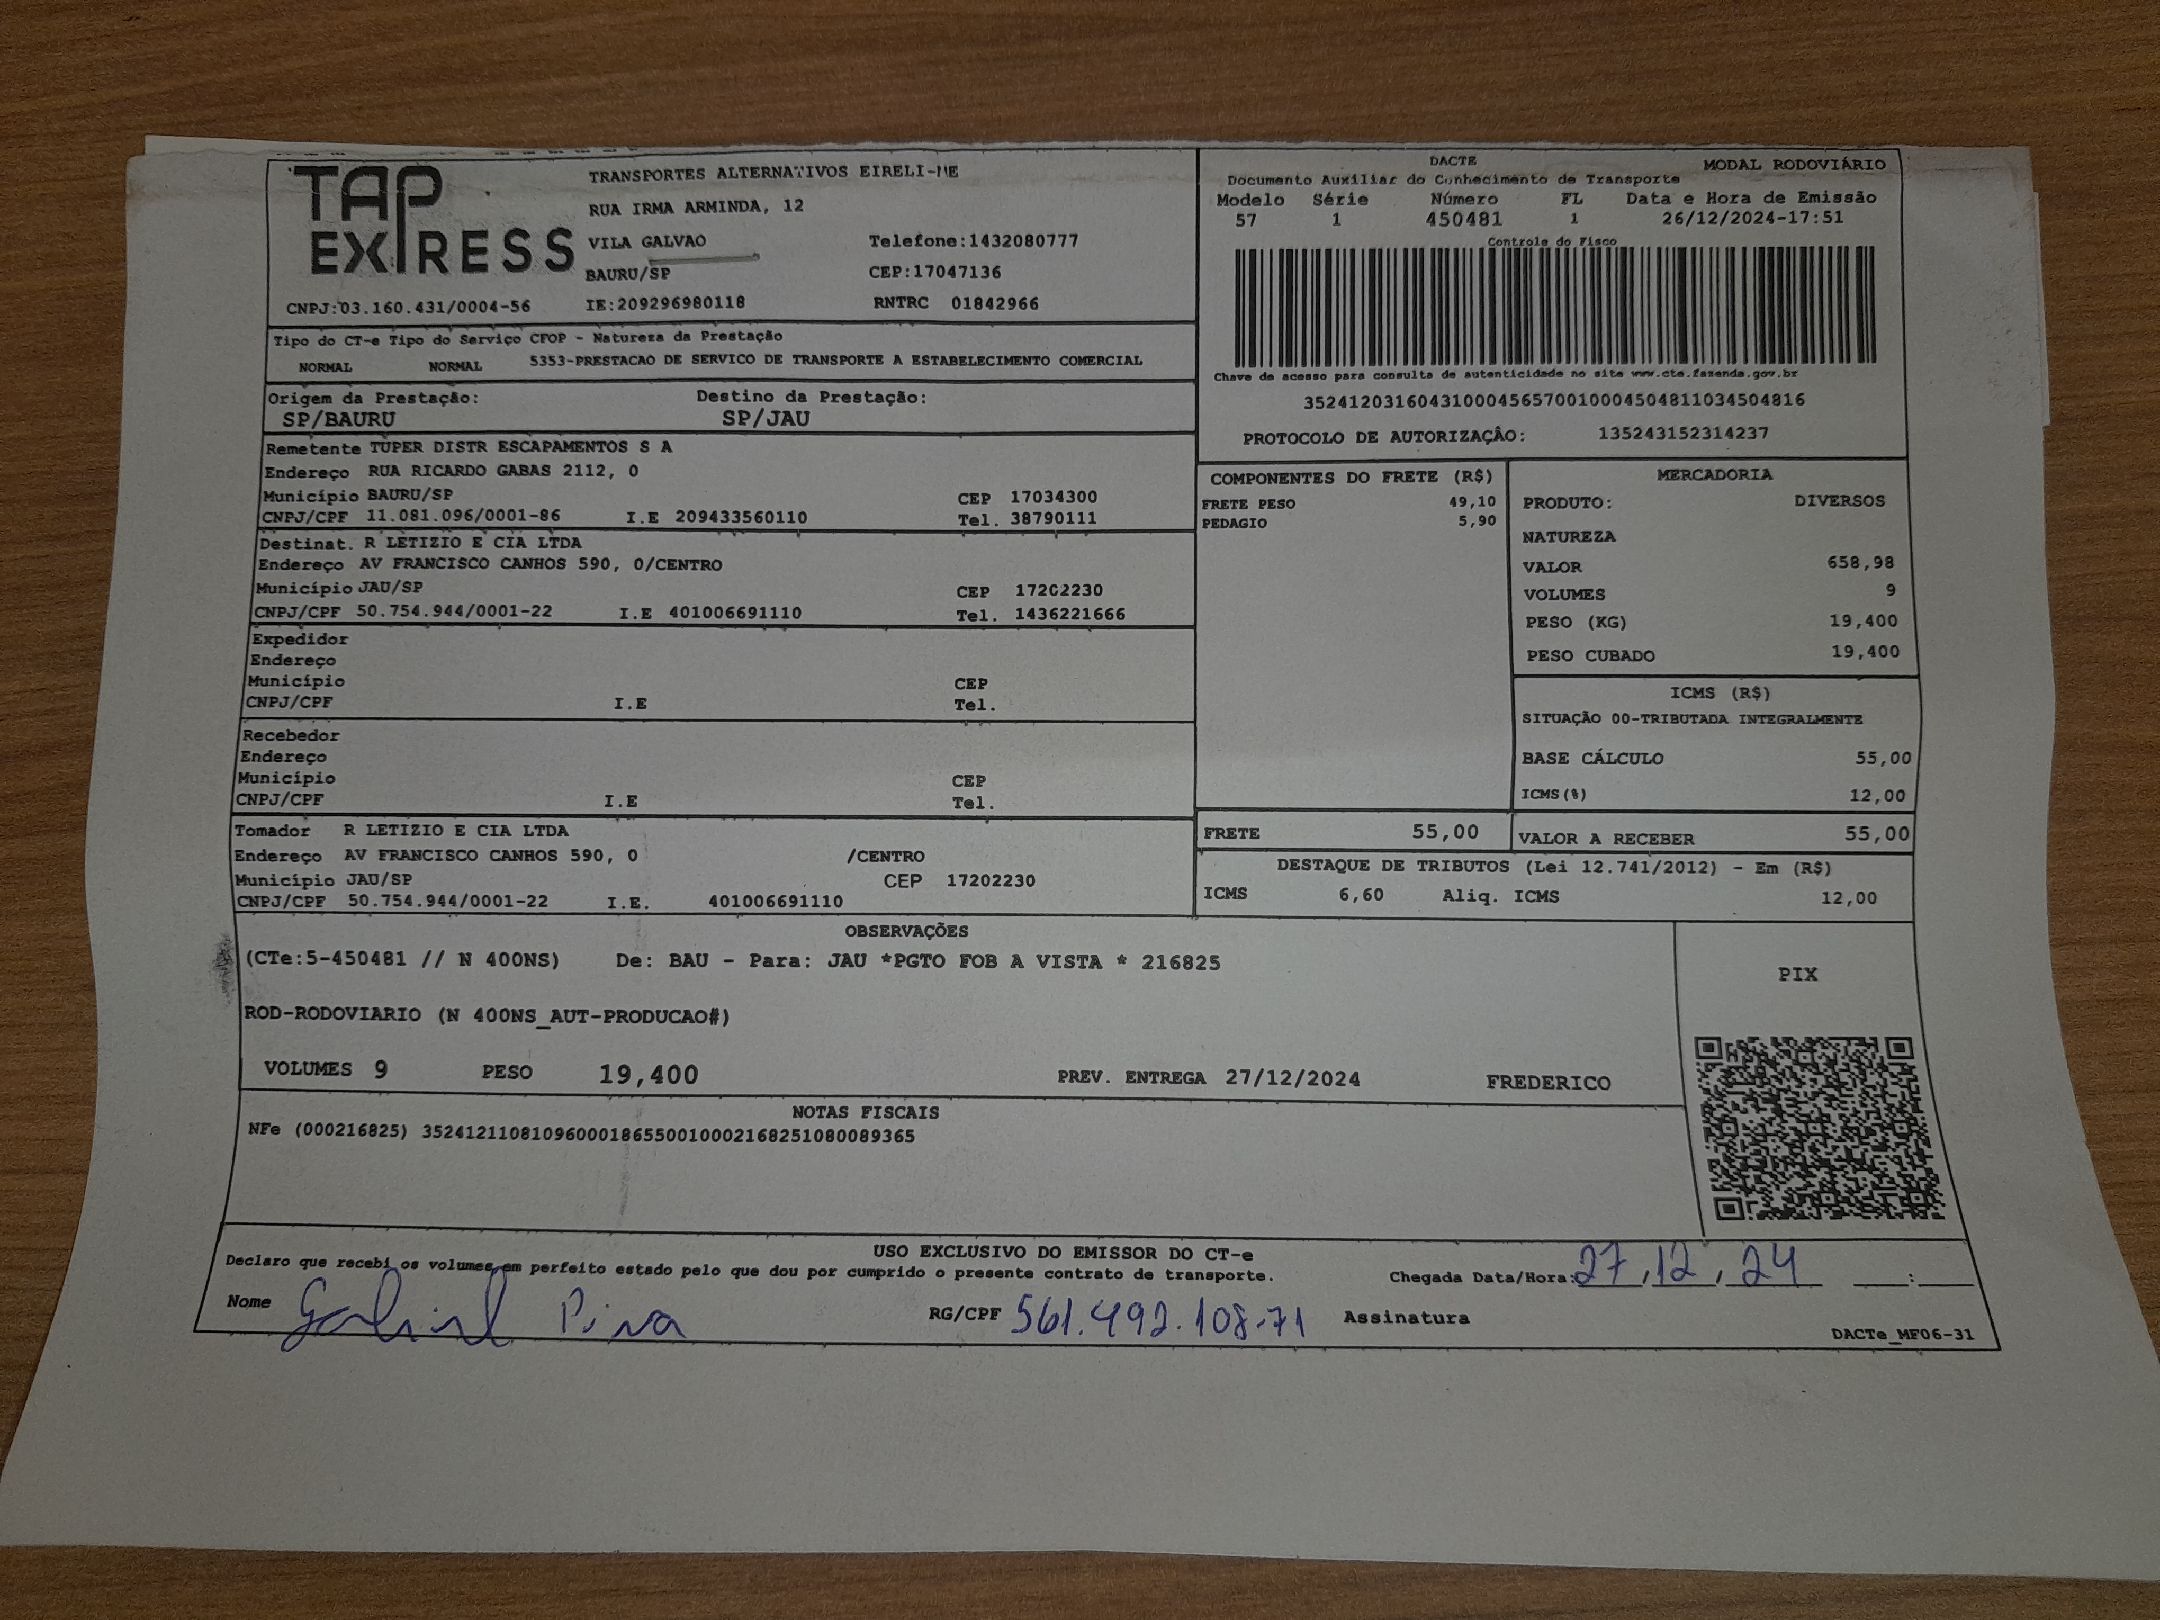 TAP EXPRESS
TRANSPORTES ALTERNATIVOS EIRELI-ME
RUA IRMA ARMINDA, 12
VILA GALVAO Telefone:1432080777
BAURU/SP CEP:17047136
CNPJ:03.160.431/0004-56 IE:209296980118 RNTRC 01842966
DACTE MODAL RODOVIÁRIO
Documento Auxiliar do Conhecimento de Transporte
Modelo Série Número FL Data e Hora de Emissão
57 1 450481 1 26/12/2024-17:51
Controle do Fisco
Chave de acesso para consulta de autenticidade no site www.cte.fazenda.gov.br
35241203160431000456570010004504811034504816
PROTOCOLO DE AUTORIZAÇÂO: 135243152314237
Tipo do CT-e Tipo do Serviço CFOP - Natureza da Prestação
NORMAL NORMAL 5353-PRESTACAO DE SERVICO DE TRANSPORTE A ESTABELECIMENTO COMERCIAL
Origem da Prestação: Destino da Prestação:
SP/BAURU SP/JAU
Remetente TUPER DISTR ESCAPAMENTOS S A
Endereço RUA RICARDO GABAS 2112, 0
Município BAURU/SP CEP 17034300
CNPJ/CPF 11.081.096/0001-86 I.E 209433560110 Tel. 38790111
Destinat. R LETIZIO E CIA LTDA
Endereço AV FRANCISCO CANHOS 590, 0/CENTRO
Município JAU/SP CEP 17202230
CNPJ/CPF 50.754.944/0001-22 I.E 401006691110 Tel. 1436221666
Expedidor
Endereço
Município CEP
CNPJ/CPF I.E Tel.
Recebedor
Endereço
Município CEP
CNPJ/CPF I.E Tel.
Tomador R LETIZIO E CIA LTDA
Endereço AV FRANCISCO CANHOS 590, 0 /CENTRO
Município JAU/SP CEP 17202230
CNPJ/CPF 50.754.944/0001-22 I.E. 401006691110
COMPONENTES DO FRETE (R$)
FRETE PESO 49,10
PEDAGIO 5,90
MERCADORIA
PRODUTO: DIVERSOS
NATUREZA
VALOR 658,98
VOLUMES 9
PESO (KG) 19,400
PESO CUBADO 19,400
ICMS (R$)
SITUAÇÃO 00-TRIBUTADA INTEGRALMENTE
BASE CÁLCULO 55,00
ICMS(%) 12,00
FRETE 55,00 VALOR A RECEBER 55,00
DESTAQUE DE TRIBUTOS (Lei 12.741/2012) - Em (R$)
ICMS 6,60 Aliq. ICMS 12,00
OBSERVAÇÕES
(CTe:5-450481 // N 400NS) De: BAU - Para: JAU *PGTO FOB A VISTA * 216825
ROD-RODOVIARIO (N 400NS_AUT-PRODUCAO#)
VOLUMES 9 PESO 19,400 PREV. ENTREGA 27/12/2024 FREDERICO
PIX
NOTAS FISCAIS
NFe (000216825) 35241211081096000186550010002168251080089365
USO EXCLUSIVO DO EMISSOR DO CT-e
Declaro que recebi os volumes em perfeito estado pelo que dou por cumprido o presente contrato de transporte. Chegada Data/Hora: 27,12,24 :
Nome Gabriel Piva RG/CPF 561.492.108-71 Assinatura
DACTe_MF06-31